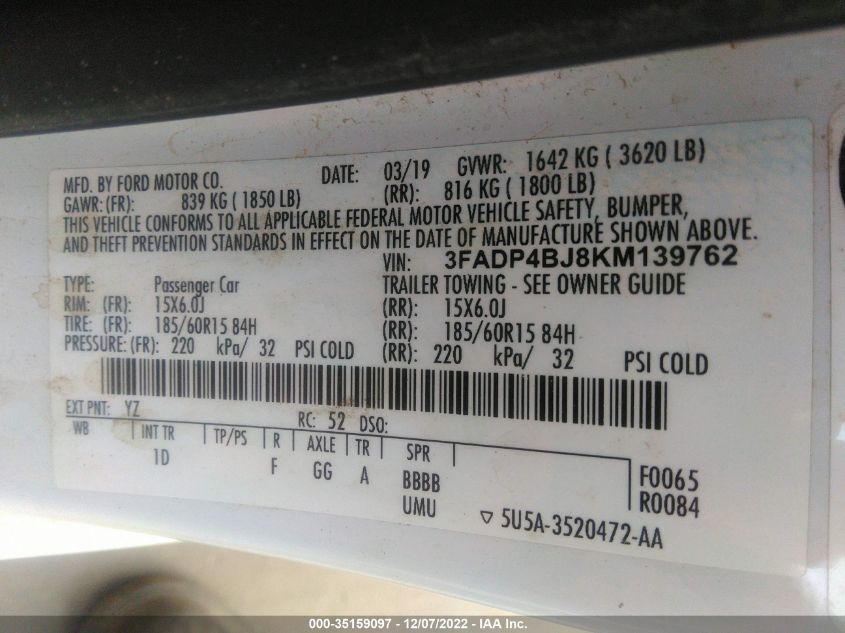 MFD. BY FORD MOTOR CO. DATE: 03/19 GVWR: 1642 KG ( 3620 LB)
GAWR: (FR): 839 KG ( 1850 LB) (RR): 816 KG ( 1800 LB)
THIS VEHICLE CONFORMS TO ALL APPLICABLE FEDERAL MOTOR VEHICLE SAFETY, BUMPER,
AND THEFT PREVENTION STANDARDS IN EFFECT ON THE DATE OF MANUFACTURE SHOWN ABOVE.
VIN: 3FADP4BJ8KM139762
TYPE: Passenger Car TRAILER TOWING - SEE OWNER GUIDE
RIM: (FR): 15X6.0J (RR): 15X6.0J
TIRE: (FR): 185/60R15 84H (RR): 185/60R15 84H
PRESSURE: (FR): 220 kPa/ 32 PSI COLD (RR): 220 kPa/ 32 PSI COLD
EXT PNT: YZ RC: 52 DSO:
WB INT TR TP/PS R AXLE TR SPR
1D F GG A BBBB F0065
UMU R0084
▽ 5U5A-3520472-AA
000-35159097 - 12/07/2022 - IAA Inc.